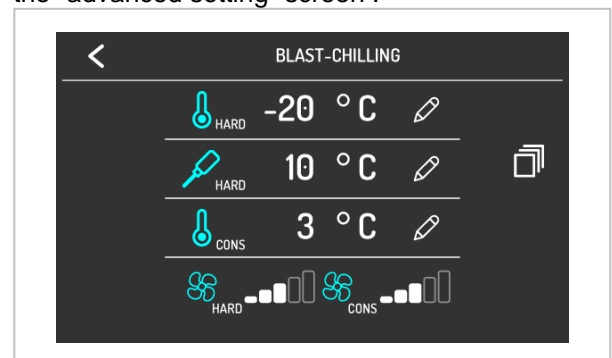 the "advanced setting" screen .
BLAST-CHILLING
HARD -20 °C
HARD 10 °C
CONS 3 °C
HARD CONS